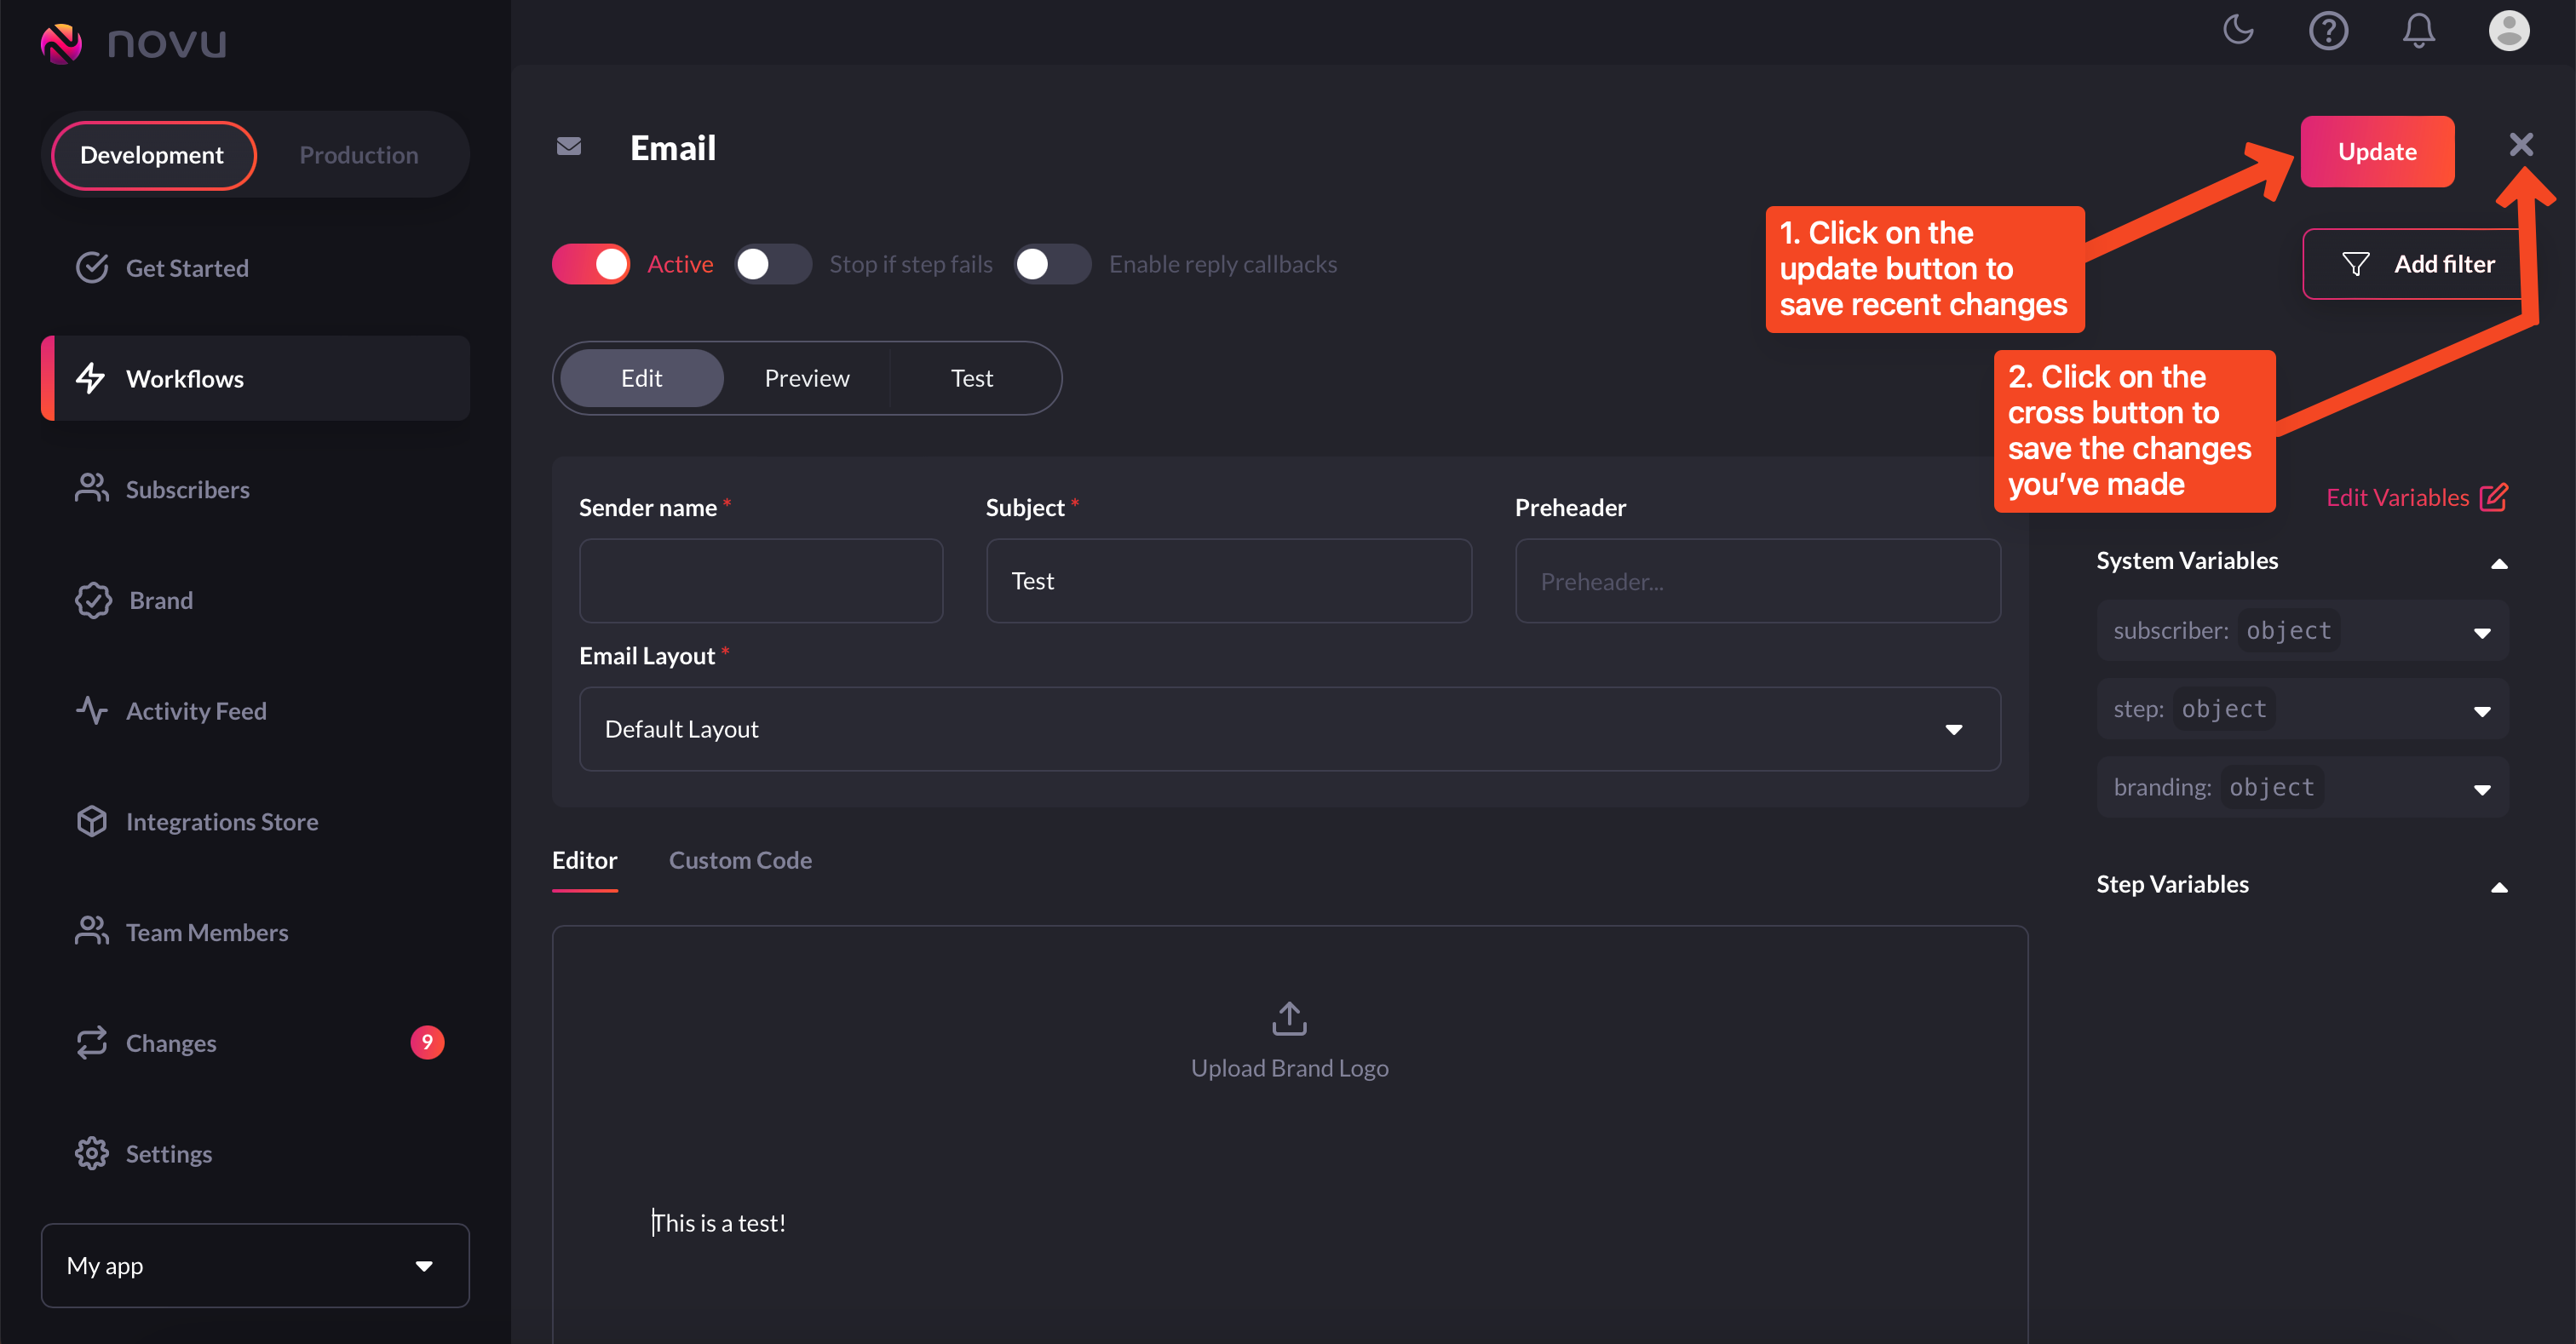 novu
Development
Production
Get Started
Workflows
Subscribers
Brand
Activity Feed
Integrations Store
Team Members
Changes
9
Settings
My app
Email
Update
Active
Stop if step fails
Enable reply callbacks
Add filter
1. Click on the
update button to
save recent changes
2. Click on the
cross button to
save the changes
you’ve made
Edit
Preview
Test
Sender name *
Subject *
Preheader
Test
Preheader...
Email Layout *
Default Layout
Edit Variables
System Variables
subscriber: object
step: object
branding: object
Step Variables
Editor
Custom Code
Upload Brand Logo
This is a test!